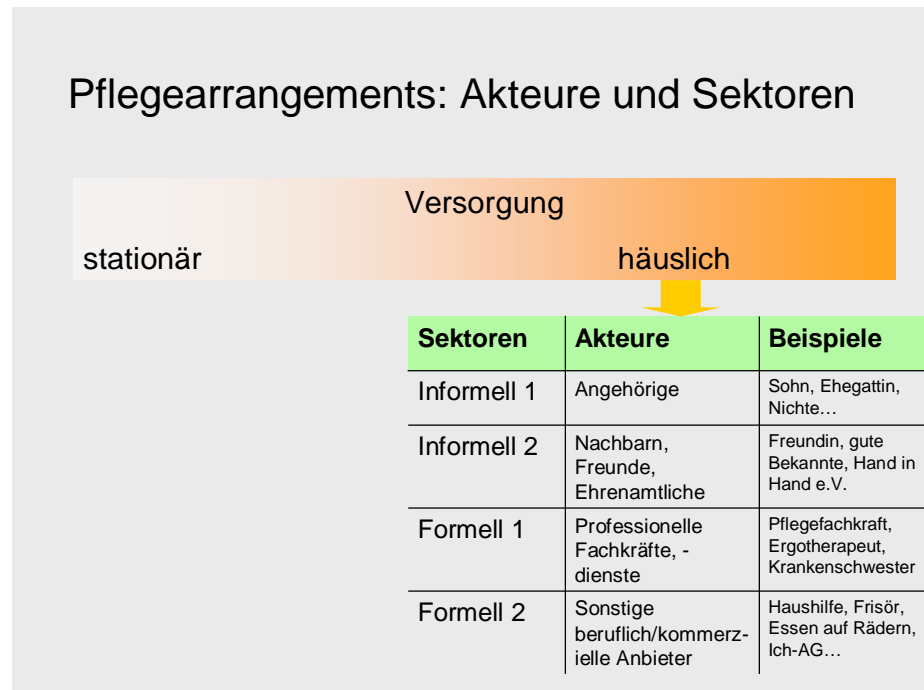 Pflegearrangements: Akteure und Sektoren
Versorgung
stationär häuslich
Sektoren Akteure Beispiele
Informell 1 Angehörige Sohn, Ehegattin,
Nichte…
Informell 2 Nachbarn,
Freunde,
Ehrenamtliche
Freundin, gute
Bekannte, Hand in
Hand e.V.
Formell 1 Professionelle
Fachkräfte, -
dienste
Pflegefachkraft,
Ergotherapeut,
Krankenschwester
Formell 2 Sonstige
beruflich/kommerz-
ielle Anbieter
Haushilfe, Frisör,
Essen auf Rädern,
Ich-AG…